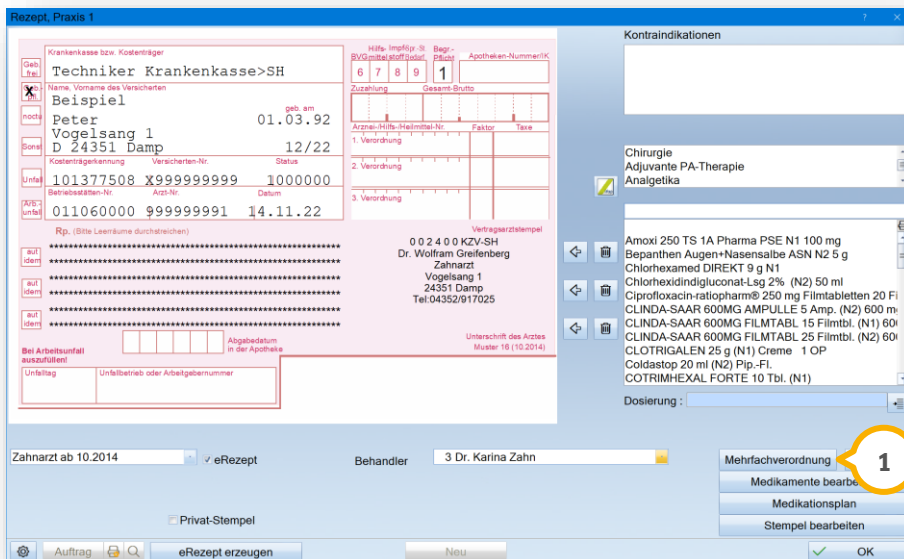 Rezept, Praxis 1
Krankenkasse bzw. Kostenträger
Techniker Krankenkasse>SH
Geb. frei
Geb.- pfl.
X
noctu
Sonst
Unfall
Arb.- unfall
Name, Vorname des Versicherten
Beispiel
geb. am
Peter 01.03.92
Vogelsang 1
D 24351 Damp 12/22
Kostenträgerkennung Versicherten-Nr. Status
101377508 X999999999 1000000
Betriebsstätten-Nr. Arzt-Nr. Datum
011060000 999999991 14.11.22
BVG Hilfs-mittel Impf-stoff Spr.-St. Bedarf Begr.-Pflicht Apotheken-Nummer/IK
6 7 8 9 1
Zuzahlung Gesamt-Brutto
Arznei-/Hilfs-/Heilmittel-Nr. Faktor Taxe
1. Verordnung
2. Verordnung
3. Verordnung
Rp. (Bitte Leerräume durchstreichen)
Vertragsarztstempel
aut idem
aut idem
aut idem
002400 KZV-SH
Dr. Wolfram Greifenberg
Zahnarzt
Vogelsang 1
24351 Damp
Tel:04352/917025
Abgabedatum
in der Apotheke
Unterschrift des Arztes
Muster 16 (10.2014)
Bei Arbeitsunfall
auszufüllen!
Unfalltag Unfallbetrieb oder Arbeitgebernummer
Kontraindikationen
Chirurgie
Adjuvante PA-Therapie
Analgetika
Amoxi 250 TS 1A Pharma PSE N1 100 mg
Bepanthen Augen+Nasensalbe ASN N2 5 g
Chlorhexamed DIREKT 9 g N1
Chlorhexidindigluconat-Lsg 2% (N2) 50 ml
Ciprofloxacin-ratiopharm® 250 mg Filmtabletten 20 Fi
CLINDA-SAAR 600MG AMPULLE 5 Amp. (N2) 600 m
CLINDA-SAAR 600MG FILMTABL 15 Filmtbl. (N1) 60
CLINDA-SAAR 600MG FILMTABL 25 Filmtbl. (N2) 60
CLOTRIGALEN 25 g (N1) Creme 1 OP
Coldastop 20 ml (N2) Pip.-Fl.
COTRIMHEXAL FORTE 10 Tbl. (N1)
Dosierung :
Zahnarzt ab 10.2014 eRezept Behandler 3 Dr. Karina Zahn
Mehrfachverordnung 1
Medikamente bearbe
Medikationsplan
Privat-Stempel
Stempel bearbeiten
Auftrag eRezept erzeugen Neu OK